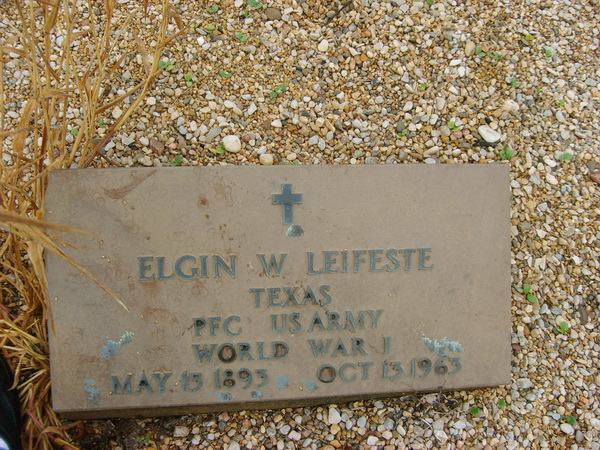 ELGIN W LEIFESTE
TEXAS
PFC US ARMY
WORLD WAR I
MAY 13 1893 OCT 13 1963